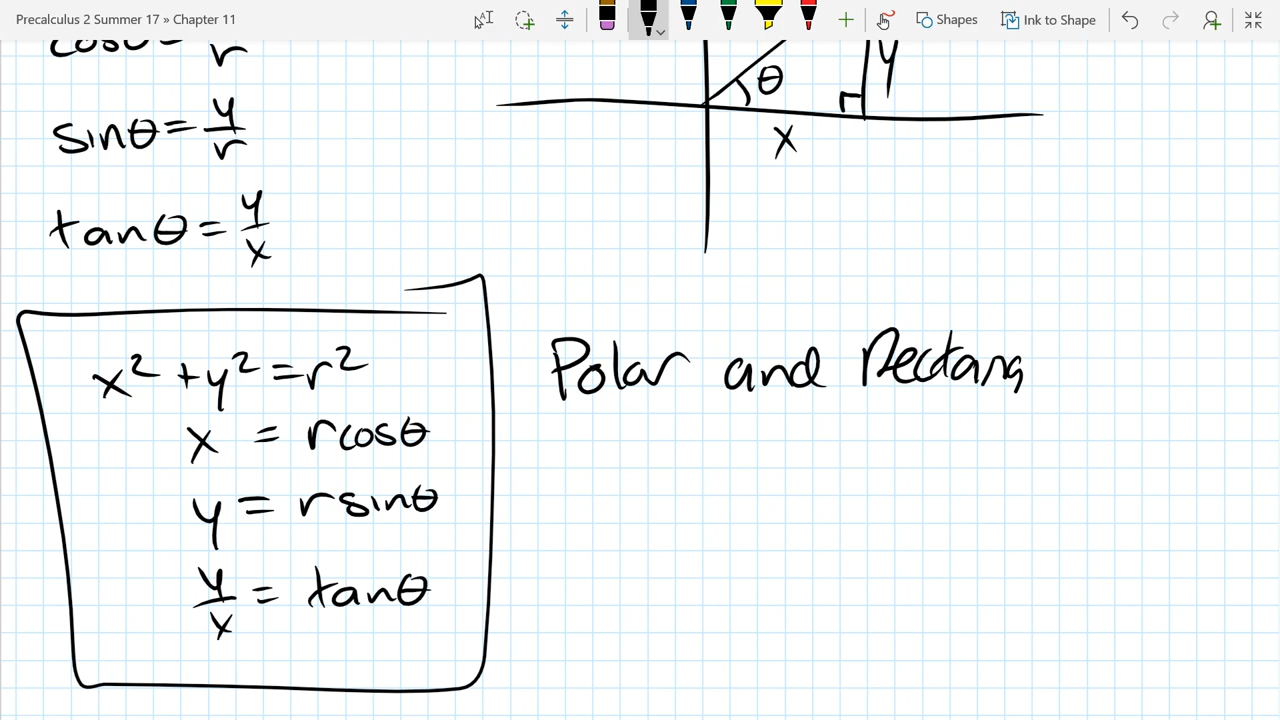 Precalculus 2 Summer 17 » Chapter 11
Shapes
Ink to Shape
cosθ = /r
sinθ = y/r
tanθ = y/x
θ
y
x
x² + y² = r²
x = rcosθ
y = rsinθ
y/x = tanθ
Polar and Rectang